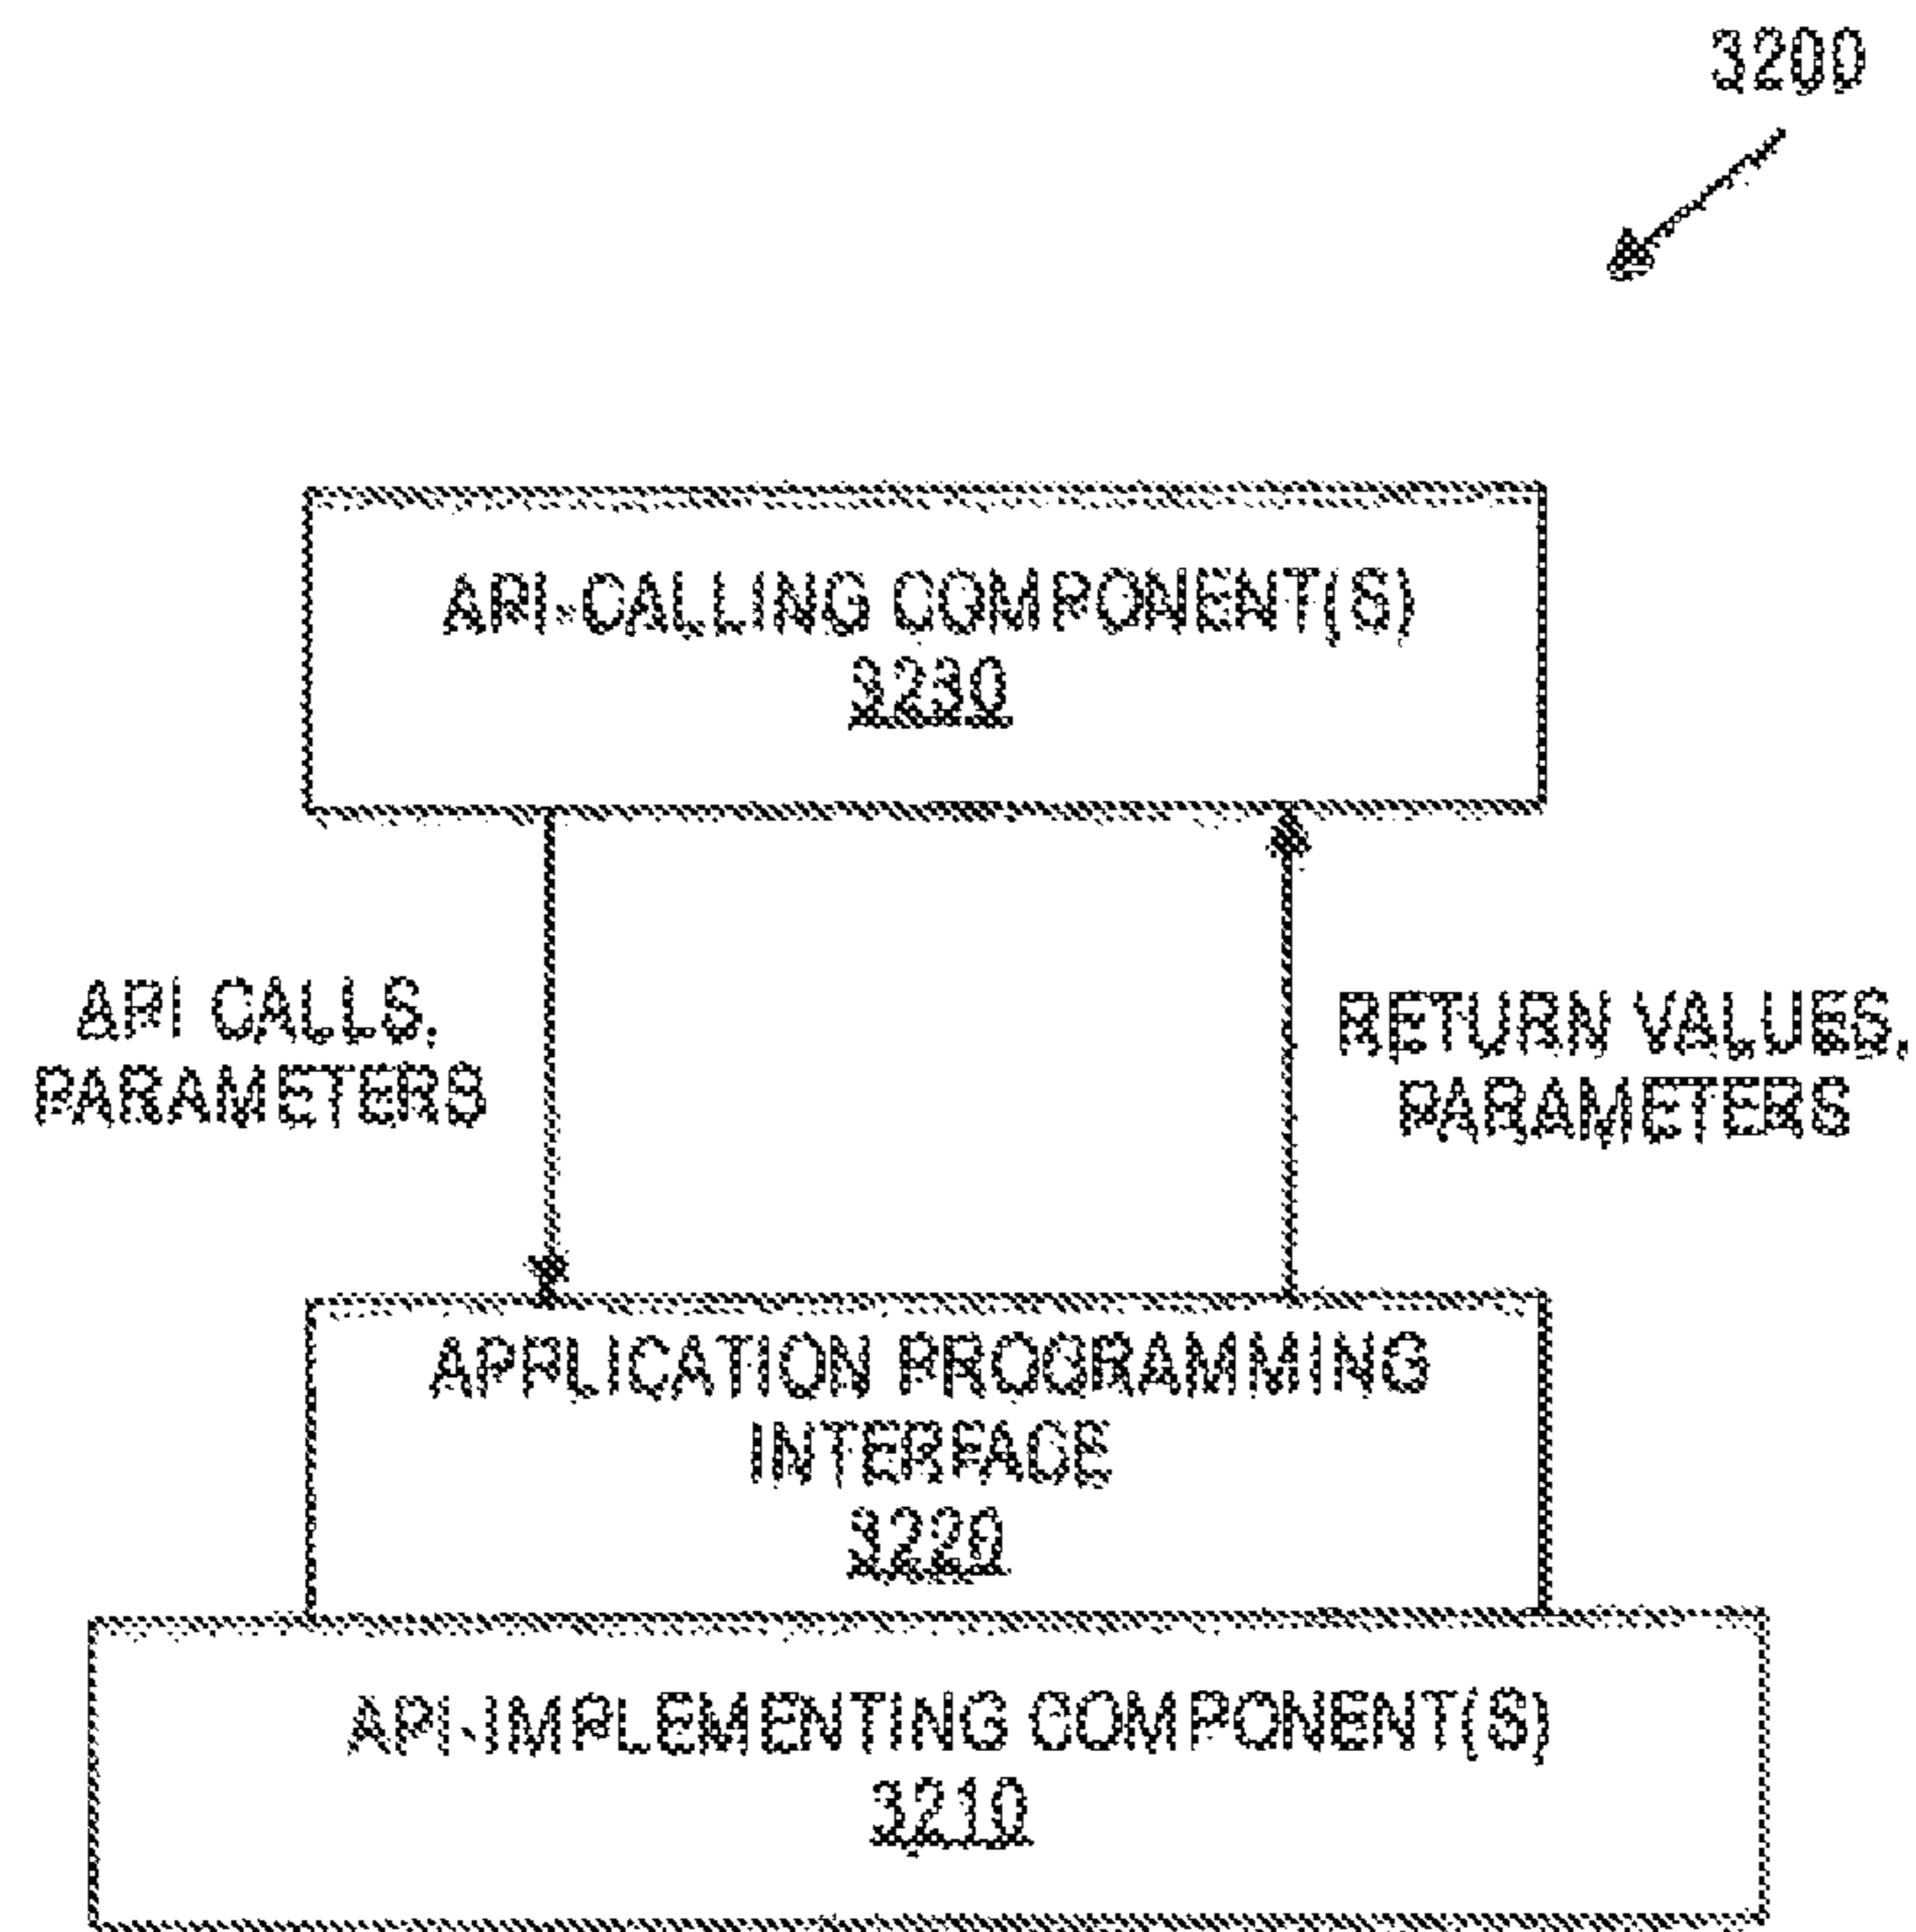 3200
API-CALLING COMPONENT(S)
3230
API CALLS,
PARAMETERS
RETURN VALUES,
PARAMETERS
APPLICATION PROGRAMMING
INTERFACE
3220
API-IMPLEMENTING COMPONENT(S)
3210